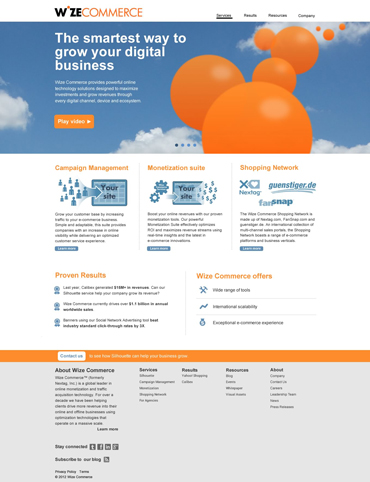 WIZECOMMERCE
Services Results Resources Company
The smartest way to
grow your digital
business
Wize Commerce provides powerful online
technology solutions designed to maximize
investments and grow revenues through
every digital channel, device and ecosystem.
Play video
Campaign Management
Your
site
Grow your customer base by increasing
traffic to your e-commerce site. Simple
and adaptable, this suite provides
companies with an increase in online
visibility while delivering an optimized
customer service experience.
Learn more
Monetization suite
Your
site
Boost your online revenues with our proven
monetization tools. Our powerful
Monetization Suite effectively optimizes
ROI and maximizes revenue streams using
real-time insights and the latest in
e-commerce innovations.
Learn more
Shopping Network
Nextag
guenstiger.de
fansnap
The Wize Commerce Shopping Network is
made up of Nextag.com, FanSnap.com and
guenstiger.de. An international collection of
multi-channel sales portals, the Shopping
Network boasts a range of e-commerce
platforms and business verticals.
Learn more
Proven Results
Last year, Calibex generated $16M+ in revenues. Can our
Silhouette service help your company grow its revenue?
Wize Commerce currently drives over $1.1 billion in annual
worldwide sales.
Banners using our Social Network Advertising tool beat
industry standard click-through rates by 3X.
Wize Commerce offers
Wide range of tools
International scalability
Exceptional e-commerce experience
Contact us to see how Silhouette can help your business grow.
About Wize Commerce
Wize Commerce™ (formerly
Nextag, Inc.) is a global leader in
online monetization and traffic
acquisition technology. For over a
decade we have been helping
clients drive more revenue into their
online and offline businesses using
optimization technologies that
operate on a massive scale.
Learn more
Services
Silhouette
Campaign Management
Monetization
Shopping Network
For Agencies
Results
Yahoo! Shopping
Calibex
Resources
Blog
Events
Whitepaper
Visual Assets
About
Company
Contact Us
Careers
Leadership Team
News
Press Releases
Stay connected
Subscribe to our blog
Privacy Policy Terms
© 2012 Wize Commerce